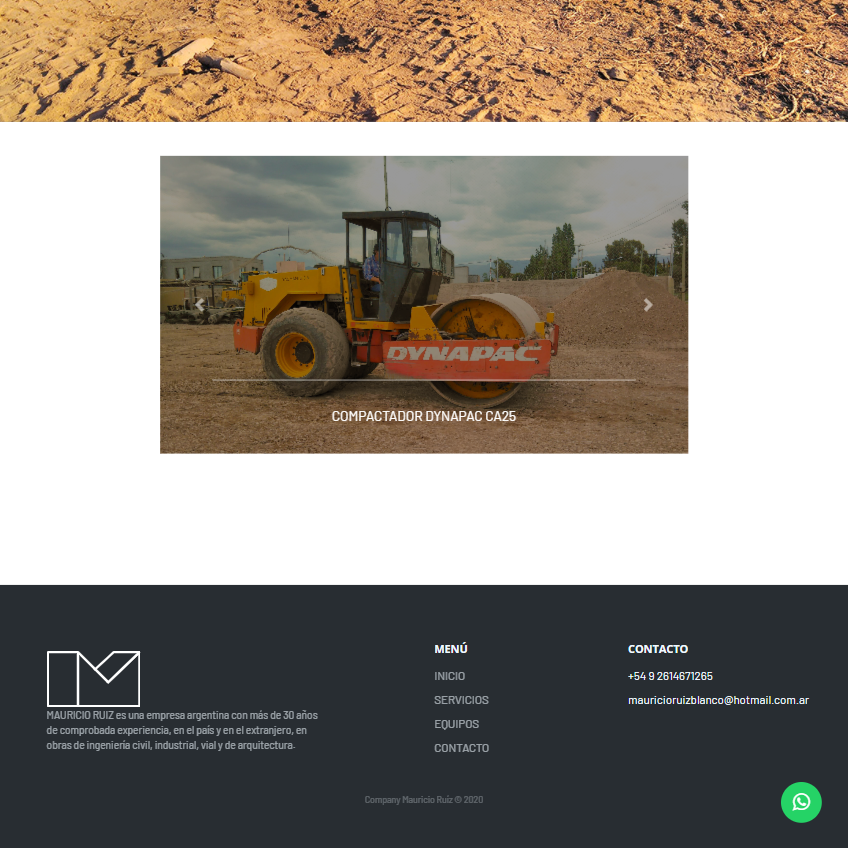 DYNAPAC
COMPACTADOR DYNAPAC CA25
MAURICIO RUIZ es una empresa argentina con más de 30 años
de comprobada experiencia, en el país y en el extranjero, en
obras de ingeniería civil, industrial, vial y de arquitectura.
MENÚ
INICIO
SERVICIOS
EQUIPOS
CONTACTO
CONTACTO
+54 9 2614671265
mauricioruizblanco@hotmail.com.ar
Company Mauricio Ruiz © 2020